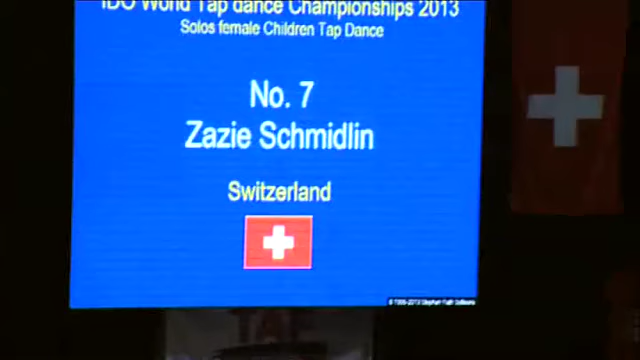 IDO World Tap dance Championships 2013
Solos female Children Tap Dance
No. 7
Zazie Schmidlin
Switzerland